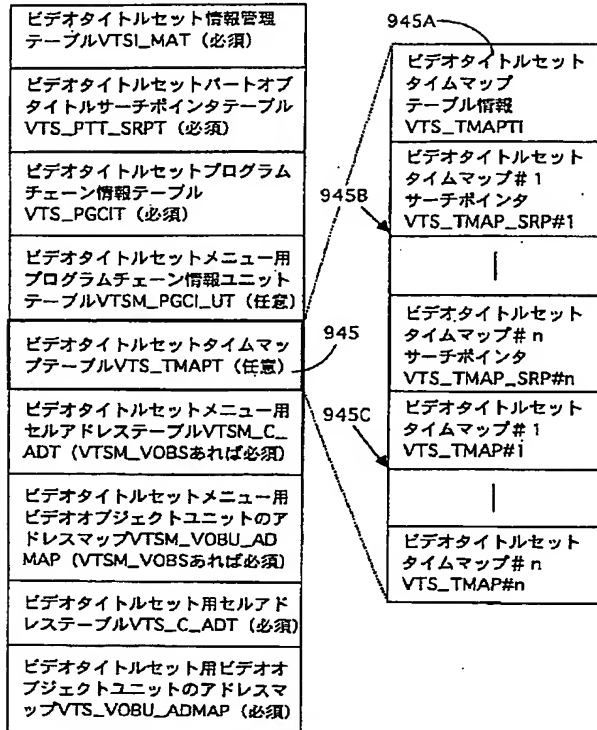 ビデオタイトルセット情報管理
テーブルVTSI_MAT（必須）
ビデオタイトルセットパートオブ
タイトルサーチポインタテーブル
VTS_PTT_SRPT（必須）
ビデオタイトルセットプログラム
チェーン情報テーブル
VTS_PGCIT（必須）
ビデオタイトルセットメニュー用
プログラムチェーン情報ユニット
テーブルVTSM_PGCI_UT（任意）
ビデオタイトルセットタイムマッ
プテーブルVTS_TMAPT（任意）
ビデオタイトルセットメニュー用
セルアドレステーブルVTSM_C_
ADT（VTSM_VOBSあれば必須）
ビデオタイトルセットメニュー用
ビデオオブジェクトユニットのア
ドレスマップVTSM_VOBU_AD
MAP（VTSM_VOBSあれば必須）
ビデオタイトルセット用セルアド
レステーブルVTS_C_ADT（必須）
ビデオタイトルセット用ビデオオ
ブジェクトユニットのアドレスマ
ップVTS_VOBU_ADMAP（必須）
945
945A
945B
945C
ビデオタイトルセット
タイムマップ
テーブル情報
VTS_TMAPTI
ビデオタイトルセット
タイムマップ＃1
サーチポインタ
VTS_TMAP_SRP#1
ビデオタイトルセット
タイムマップ＃n
サーチポインタ
VTS_TMAP_SRP#n
ビデオタイトルセット
タイムマップ＃1
VTS_TMAP#1
ビデオタイトルセット
タイムマップ＃n
VTS_TMAP#n